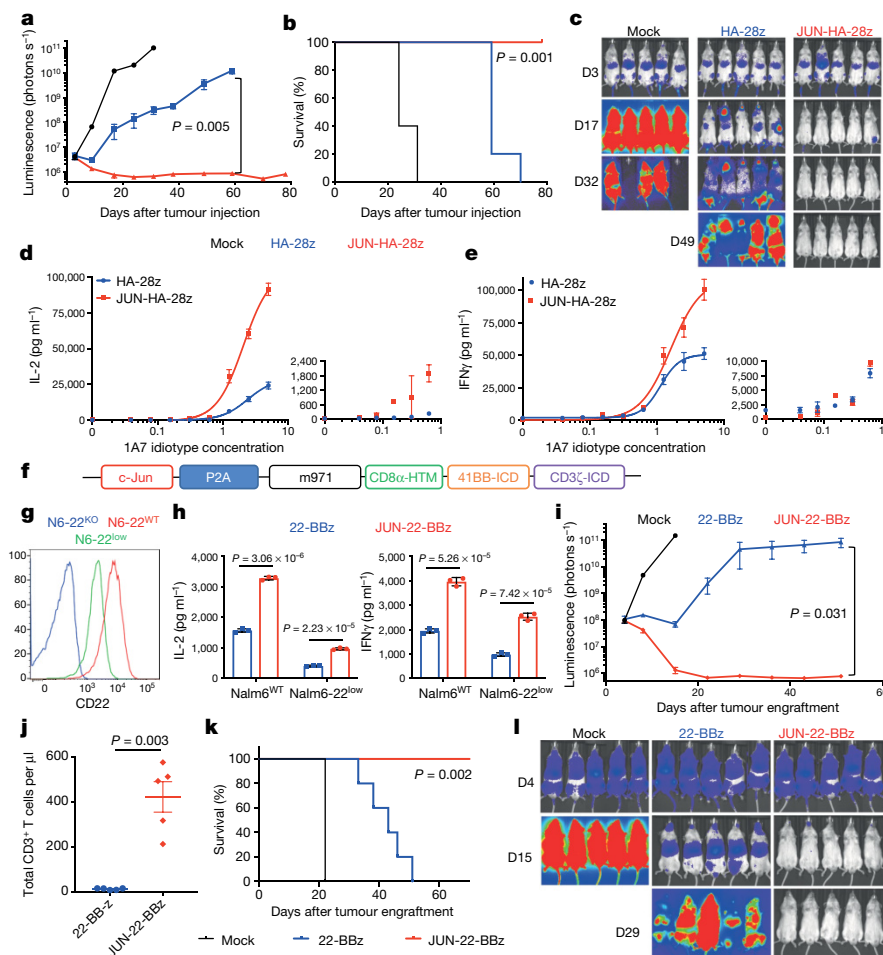 a
Luminescence (photons s⁻¹)
10¹¹
10¹⁰
10⁹
10⁸
10⁷
10⁶
P = 0.005
0 20 40 60 80
Days after tumour injection
b
Survival (%)
100
80
60
40
20
0
P = 0.001
0 20 40 60 80
Days after tumour injection
c
Mock HA-28z JUN-HA-28z
D3
D17
D32
D49
Mock HA-28z JUN-HA-28z
d
IL-2 (pg ml⁻¹)
100,000
75,000
50,000
25,000
0
HA-28z
JUN-HA-28z
0 0.1 1 10
1A7 idiotype concentration
2,400
1,800
1,200
600
0
0 0.1 1
e
IFNγ (pg ml⁻¹)
100,000
75,000
50,000
25,000
0
HA-28z
JUN-HA-28z
0 0.1 1 10
1A7 idiotype concentration
10,000
7,500
5,000
2,500
0
0 0.1 1
f
c-Jun P2A m971 CD8α-HTM 41BB-ICD CD3ζ-ICD
g
N6-22ᴷᴼ N6-22ᵂᵀ
N6-22ˡᵒʷ
100
80
60
40
20
0
0 10³ 10⁴ 10⁵
CD22
h
22-BBz JUN-22-BBz
IL-2 (pg ml⁻¹)
4,000
3,000
2,000
1,000
0
P = 3.06 × 10⁻⁶
P = 2.23 × 10⁻⁵
Nalm6ᵂᵀ Nalm6-22ˡᵒʷ
IFNγ (pg ml⁻¹)
5,000
4,000
3,000
2,000
1,000
0
P = 5.26 × 10⁻⁵
P = 7.42 × 10⁻⁵
Nalm6ᵂᵀ Nalm6-22ˡᵒʷ
i
Mock 22-BBz JUN-22-BBz
Luminescence (photons s⁻¹)
10¹¹
10¹⁰
10⁹
10⁸
10⁷
10⁶
P = 0.031
0 20 40 60
Days after tumour engraftment
j
Total CD3⁺ T cells per μl
600
400
200
0
P = 0.003
22-BB-z
JUN-22-BBz
k
Survival (%)
100
80
60
40
20
0
P = 0.002
0 20 40 60
Days after tumour engraftment
Mock 22-BBz JUN-22-BBz
l
Mock 22-BBz JUN-22-BBz
D4
D15
D29